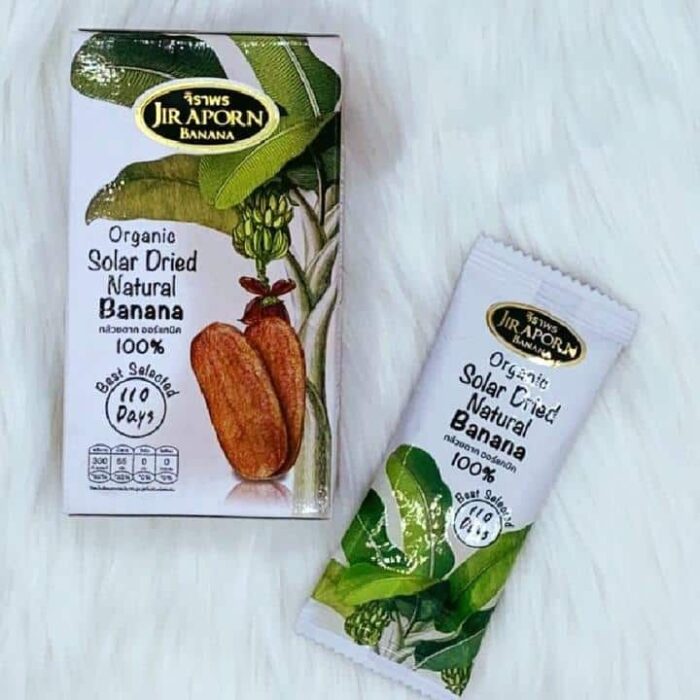 จิราพร
JIRAPORN
BANANA
Organic
Solar Dried
Natural
Banana
กล้วยตาก ออร์แกนิค
100%
Best Selected
110
Days
จิราพร
JIRAPORN
BANANA
Organic
Solar Dried
Natural
Banana
กล้วยตาก ออร์แกนิค
100%
Best Selected
110
Days